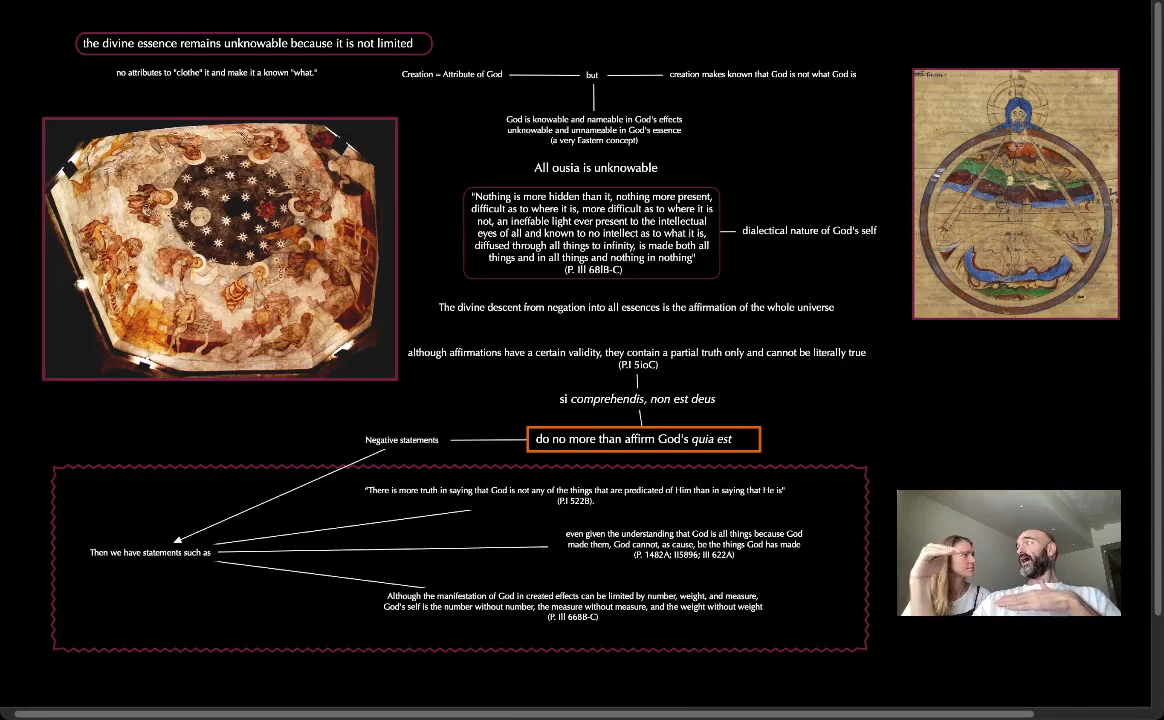 the divine essence remains unknowable because it is not limited
no attributes to "clothe" it and make it a known "what."
Creation = Attribute of God
but
creation makes known that God is not what God is
God is knowable and nameable in God's effects
unknowable and unnameable in God's essence
(a very Eastern concept)
All ousia is unknowable
"Nothing is more hidden than it, nothing more present,
difficult as to where it is, more difficult as to where it is
not, an ineffable light ever present to the intellectual
eyes of all and known to no intellect as to what it is,
diffused through all things to infinity, is made both all
things and in all things and nothing in nothing"
(P. Ill 68lB-C)
dialectical nature of God's self
The divine descent from negation into all essences is the affirmation of the whole universe
although affirmations have a certain validity, they contain a partial truth only and cannot be literally true
(P.I 5ioC)
si comprehendis, non est deus
Negative statements
do no more than affirm God's quia est
"There is more truth in saying that God is not any of the things that are predicated of Him than in saying that He is"
(P.I 522B).
even given the understanding that God is all things because God
made them, God cannot, as cause, be the things God has made
(P. 1482A; II5896; Ill 622A)
Then we have statements such as
Although the manifestation of God in created effects can be limited by number, weight, and measure,
God's self is the number without number, the measure without measure, and the weight without weight
(P. Ill 668B-C)